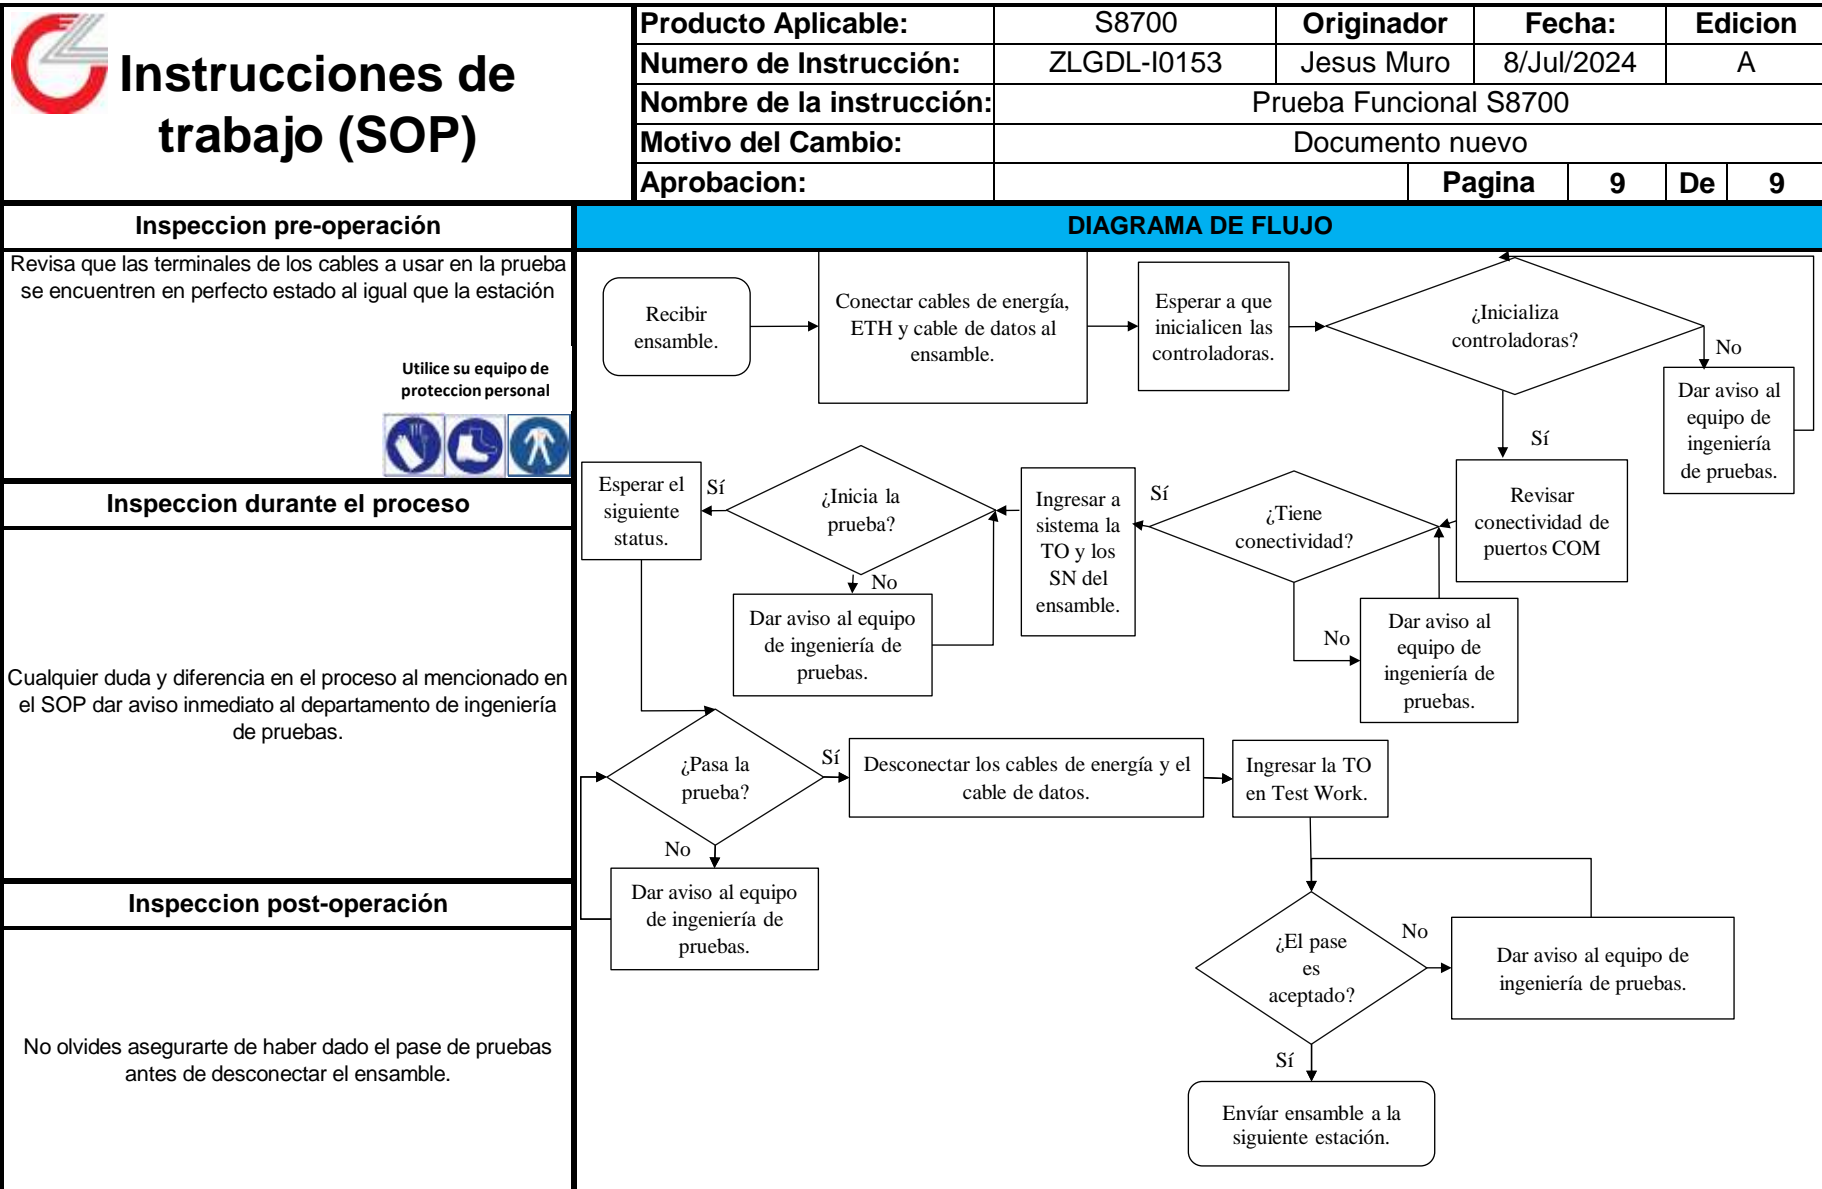 Instrucciones de
trabajo (SOP)
Producto Aplicable: S8700 Originador Fecha: Edicion
Numero de Instrucción: ZLGDL-I0153 Jesus Muro 8/Jul/2024 A
Nombre de la instrucción: Prueba Funcional S8700
Motivo del Cambio: Documento nuevo
Aprobacion: Pagina 9 De 9
Inspeccion pre-operación
Revisa que las terminales de los cables a usar en la prueba
se encuentren en perfecto estado al igual que la estación
Utilice su equipo de
proteccion personal
Inspeccion durante el proceso
Cualquier duda y diferencia en el proceso al mencionado en
el SOP dar aviso inmediato al departamento de ingeniería
de pruebas.
Inspeccion post-operación
No olvides asegurarte de haber dado el pase de pruebas
antes de desconectar el ensamble.
DIAGRAMA DE FLUJO
Recibir
ensamble.
Conectar cables de energía,
ETH y cable de datos al
ensamble.
Esperar a que
inicialicen las
controladoras.
¿Inicializa
controladoras?
No
Dar aviso al
equipo de
ingeniería
de pruebas.
Sí
Revisar
conectividad de
puertos COM
¿Tiene
conectividad?
No
Dar aviso al
equipo de
ingeniería de
pruebas.
Sí
Ingresar a
sistema la
TO y los
SN del
ensamble.
¿Inicia la
prueba?
No
Dar aviso al equipo
de ingeniería de
pruebas.
Sí
Esperar el
siguiente
status.
¿Pasa la
prueba?
No
Dar aviso al equipo
de ingeniería de
pruebas.
Sí
Desconectar los cables de energía y el
cable de datos.
Ingresar la TO
en Test Work.
¿El pase
es
aceptado?
No
Dar aviso al equipo de
ingeniería de pruebas.
Sí
Envíar ensamble a la
siguiente estación.